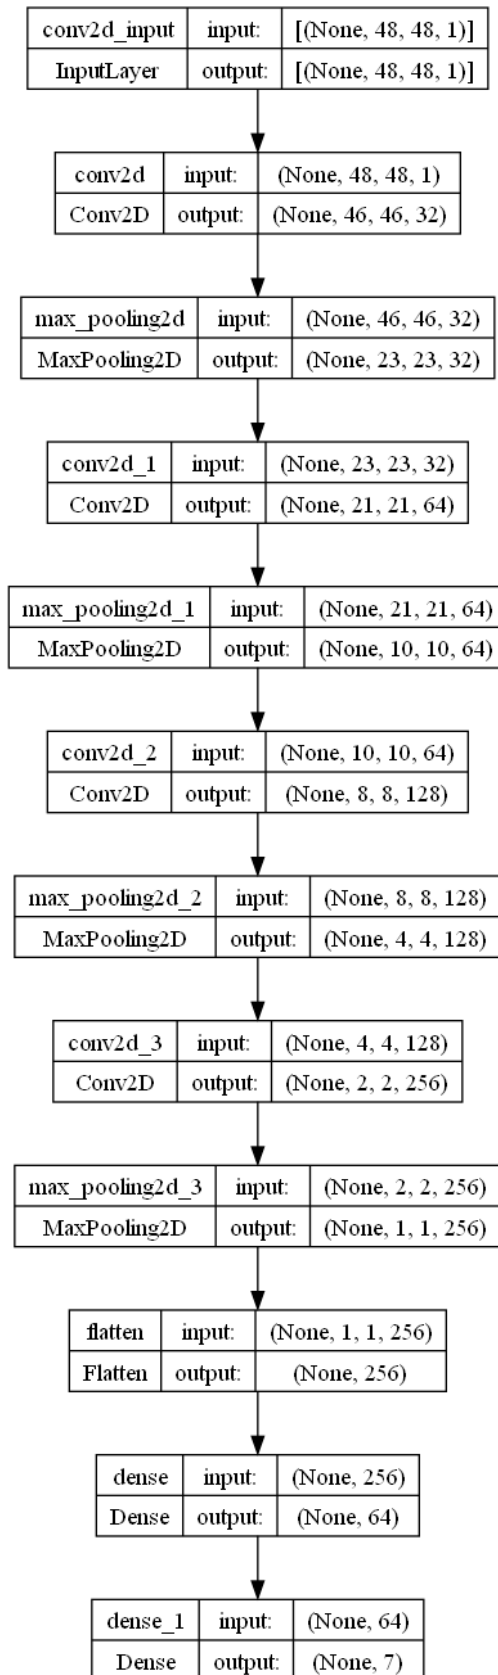 conv2d_input input: [(None, 48, 48, 1)]
InputLayer output: [(None, 48, 48, 1)]
conv2d input: (None, 48, 48, 1)
Conv2D output: (None, 46, 46, 32)
max_pooling2d input: (None, 46, 46, 32)
MaxPooling2D output: (None, 23, 23, 32)
conv2d_1 input: (None, 23, 23, 32)
Conv2D output: (None, 21, 21, 64)
max_pooling2d_1 input: (None, 21, 21, 64)
MaxPooling2D output: (None, 10, 10, 64)
conv2d_2 input: (None, 10, 10, 64)
Conv2D output: (None, 8, 8, 128)
max_pooling2d_2 input: (None, 8, 8, 128)
MaxPooling2D output: (None, 4, 4, 128)
conv2d_3 input: (None, 4, 4, 128)
Conv2D output: (None, 2, 2, 256)
max_pooling2d_3 input: (None, 2, 2, 256)
MaxPooling2D output: (None, 1, 1, 256)
flatten input: (None, 1, 1, 256)
Flatten output: (None, 256)
dense input: (None, 256)
Dense output: (None, 64)
dense_1 input: (None, 64)
Dense output: (None, 7)